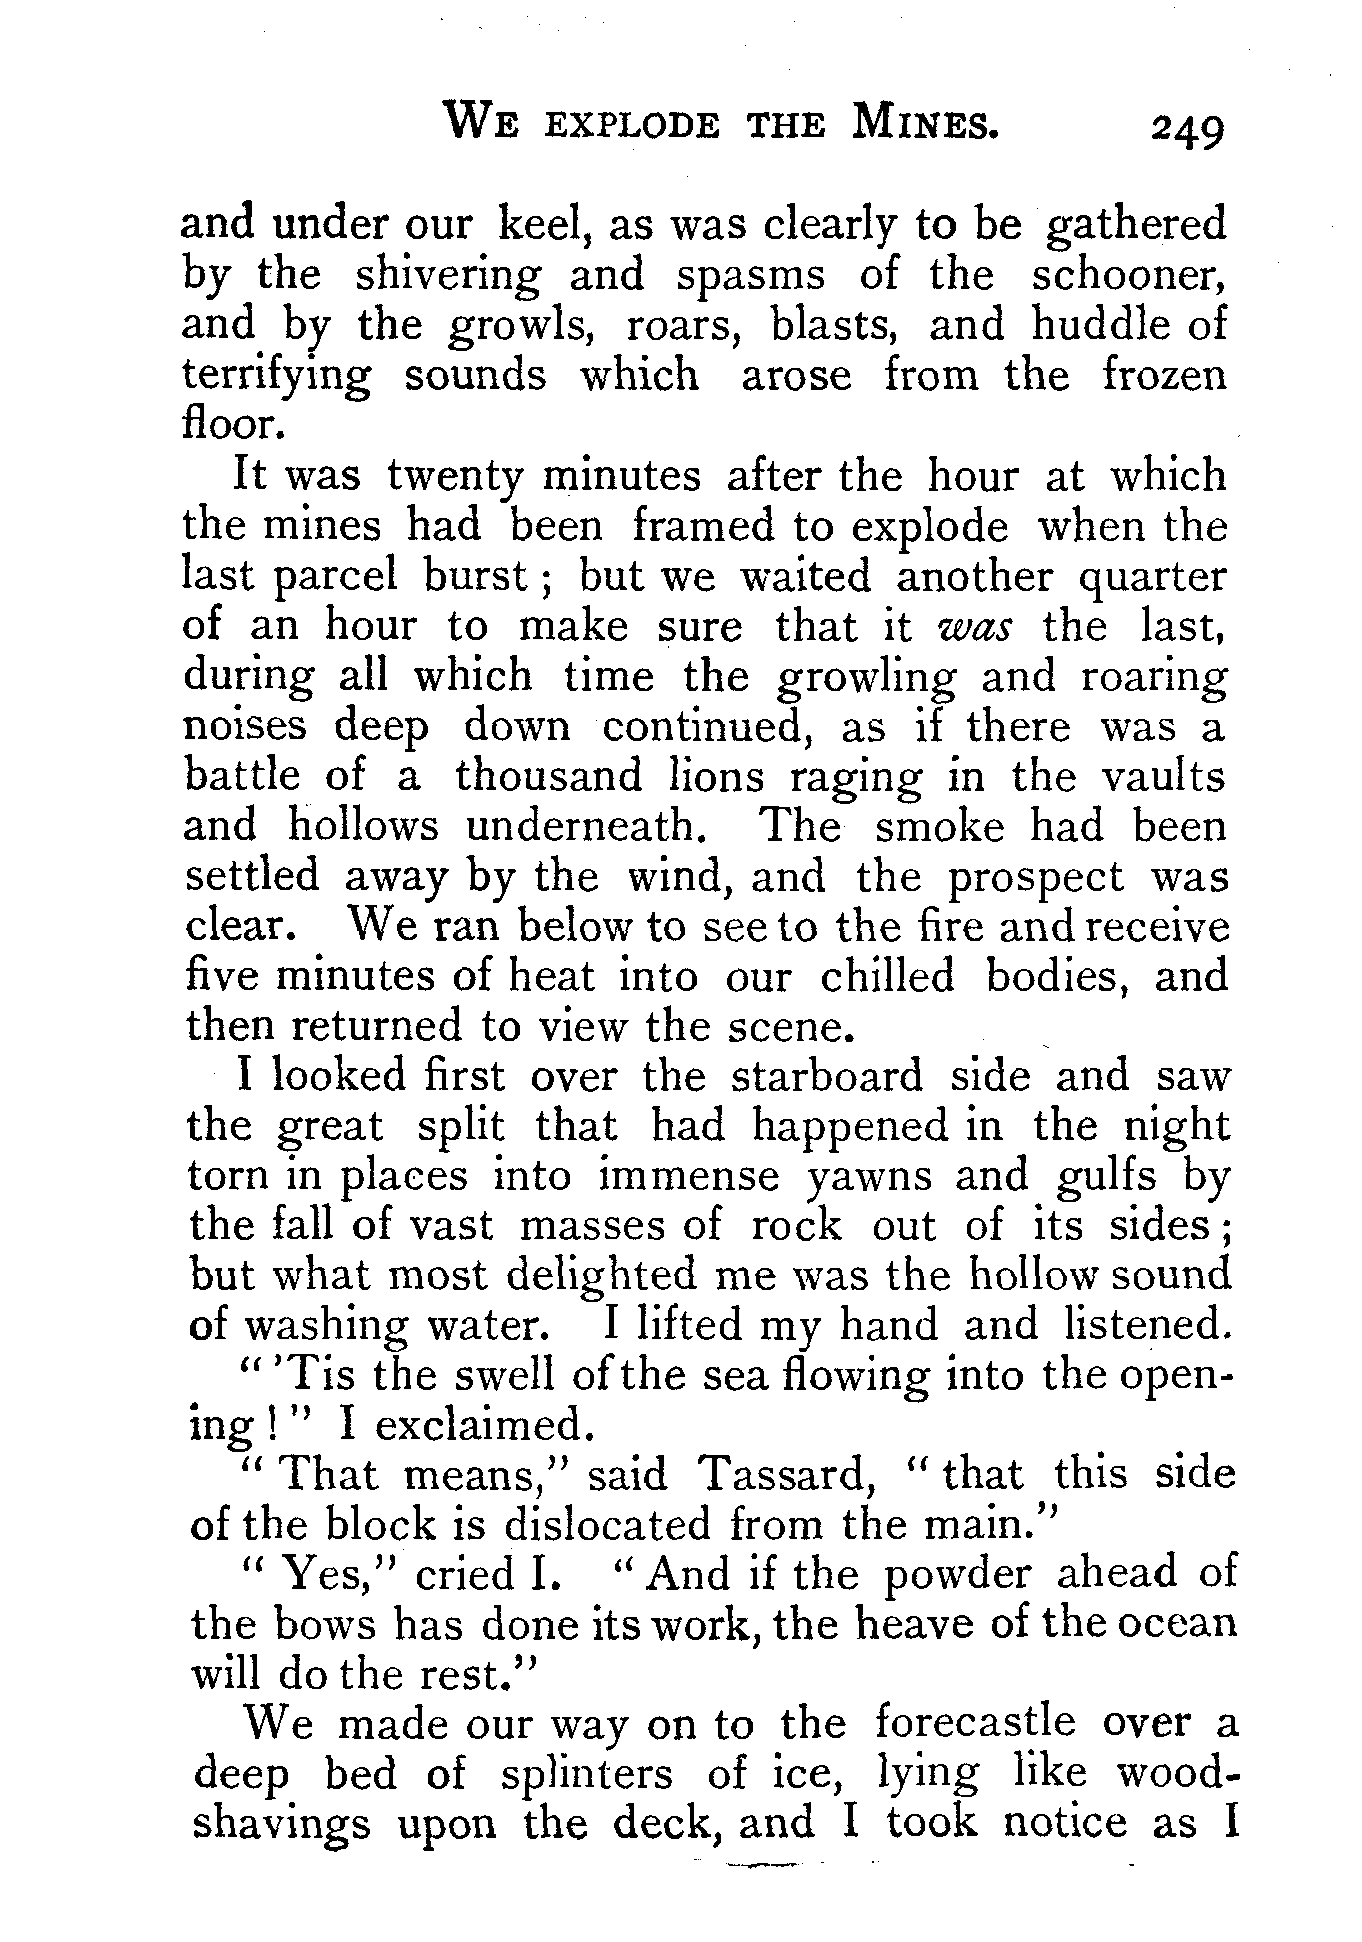 We explode the Mines. 249
and under our keel, as was clearly to be gathered
by the shivering and spasms of the schooner,
and by the growls, roars, blasts, and huddle of
terrifying sounds which arose from the frozen
floor.
It was twenty minutes after the hour at which
the mines had been framed to explode when the
last parcel burst ; but we waited another quarter
of an hour to make sure that it was the last,
during all which time the growling and roaring
noises deep down continued, as if there was a
battle of a thousand lions raging in the vaults
and hollows underneath. The smoke had been
settled away by the wind, and the prospect was
clear. We ran below to see to the fire and receive
five minutes of heat into our chilled bodies, and
then returned to view the scene.
I looked first over the starboard side and saw
the great split that had happened in the night
torn in places into immense yawns and gulfs by
the fall of vast masses of rock out of its sides ;
but what most delighted me was the hollow sound
of washing water. I lifted my hand and listened.
“ ’Tis the swell of the sea flowing into the open-
ing ! ” I exclaimed.
“ That means,” said Tassard, “ that this side
of the block is dislocated from the main.”
“ Yes,” cried I. “ And if the powder ahead of
the bows has done its work, the heave of the ocean
will do the rest.”
We made our way on to the forecastle over a
deep bed of splinters of ice, lying like wood-
shavings upon the deck, and I took notice as I